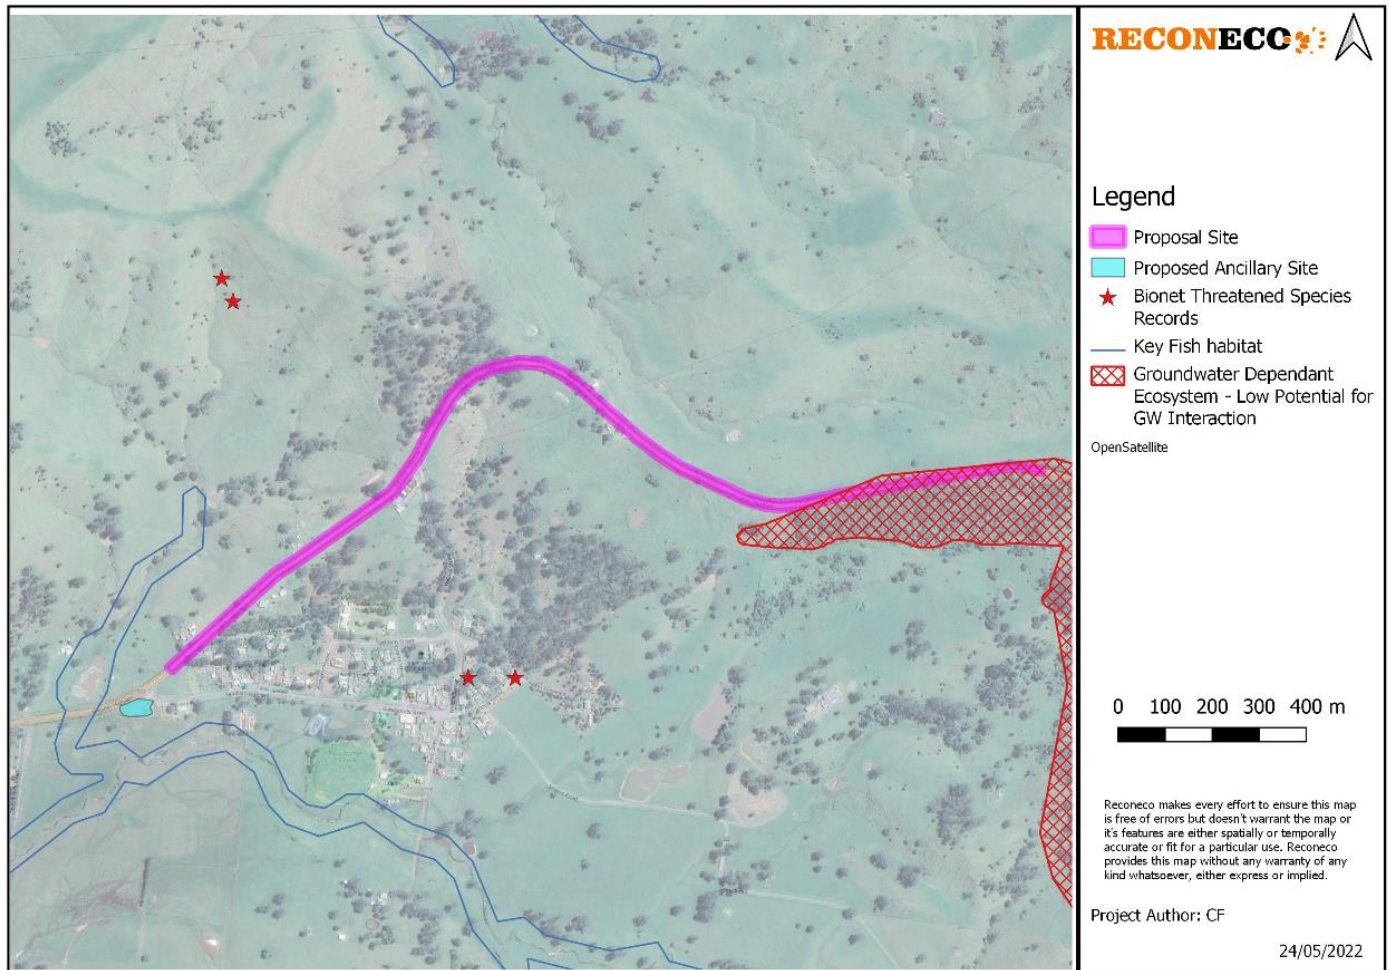 RECONECO
Legend
Proposal Site
Proposed Ancillary Site
Bionet Threatened Species
Records
Key Fish habitat
Groundwater Dependant
Ecosystem - Low Potential for
GW Interaction
OpenSatellite
0 100 200 300 400 m
Reconeco makes every effort to ensure this map
is free of errors but doesn't warrant the map or
it's features are either spatially or temporally
accurate or fit for a particular use. Reconeco
provides this map without any warranty of any
kind whatsoever, either express or implied.
Project Author: CF
24/05/2022